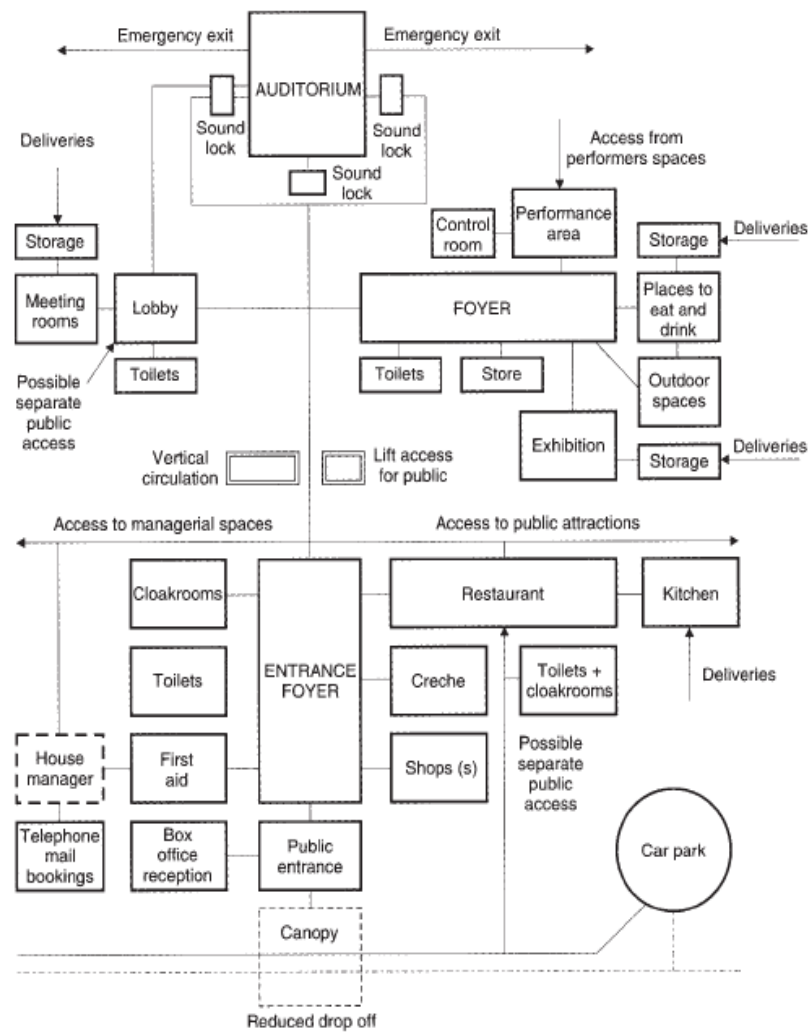 Emergency exit
Emergency exit
AUDITORIUM
Sound
lock
Sound
lock
Sound
lock
Deliveries
Access from
performers spaces
Storage
Control
room
Performance
area
Storage
Deliveries
Meeting
rooms
Lobby
FOYER
Places to
eat and
drink
Toilets
Toilets
Store
Outdoor
spaces
Possible
separate
public
access
Exhibition
Storage
Deliveries
Vertical
circulation
Lift access
for public
Access to managerial spaces
Access to public attractions
Cloakrooms
Restaurant
Kitchen
Toilets
ENTRANCE
FOYER
Creche
Toilets +
cloakrooms
Deliveries
House
manager
First
aid
Shops (s)
Possible
separate
public
access
Telephone
mail
bookings
Box
office
reception
Public
entrance
Car park
Canopy
Reduced drop off